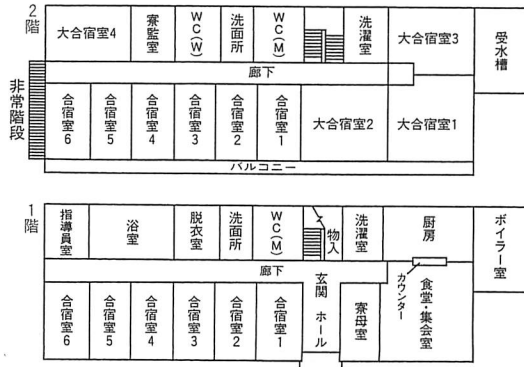 2階
大合宿室4
寮監室
WC(W)
洗面所
WC(M)
洗濯室
大合宿室3
受水槽
廊下
非常階段
合宿室6
合宿室5
合宿室4
合宿室3
合宿室2
合宿室1
大合宿室2
大合宿室1
バルコニー
1階
指導員室
浴室
脱衣室
洗面所
WC(M)
物入
洗濯室
厨房
ボイラー室
廊下
カウンター
合宿室6
合宿室5
合宿室4
合宿室3
合宿室2
合宿室1
玄関 ホール
寮母室
食堂・集会室